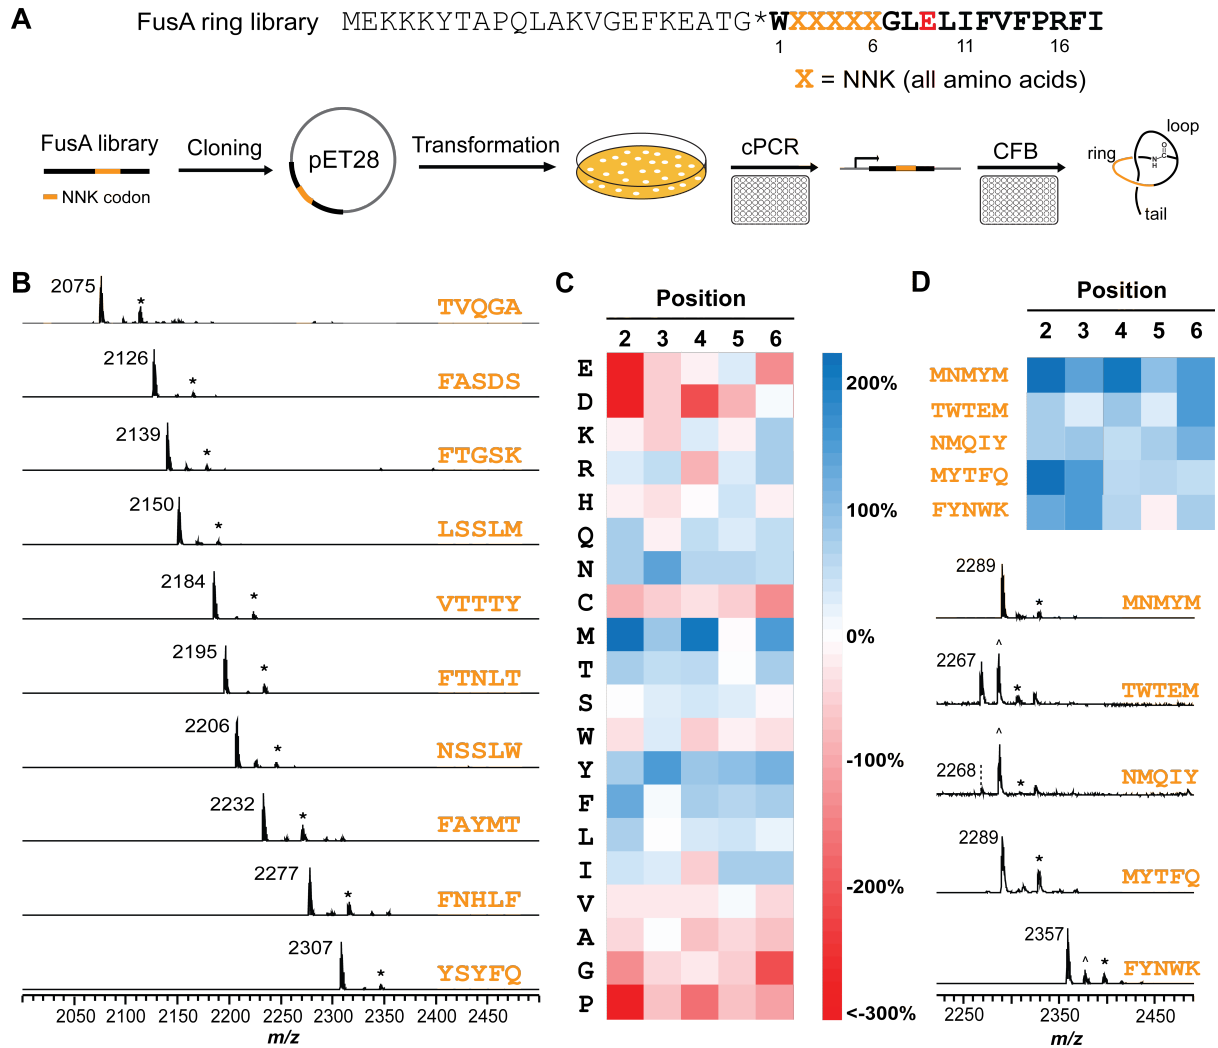 A
FusA ring library MEKKKYTAPQLAKVGEFKEATG*WXXXXXGLELIFVFPRFI
1 6 11 16
X = NNK (all amino acids)
FusA library
NNK codon
Cloning
pET28
Transformation
cPCR
CFB
loop
ring
NH
C
O
tail
B
2075 * TVQGA
2126 * FASDS
2139 * FTGSK
2150 * LSSLM
2184 * VTTTY
2195 * FTNLT
2206 * NSSLW
2232 * FAYMT
2277 * FNHLF
2307 * YSYFQ
2050 2100 2150 2200 2250 2300 2350 2400 2450
m/z
C
Position
2 3 4 5 6
E
D
K
R
H
Q
N
C
M
T
S
W
Y
F
L
I
V
A
G
P
200%
100%
0%
-100%
-200%
<-300%
D
Position
2 3 4 5 6
MNMYM
TWTEM
NMQIY
MYTFQ
FYNWK
2289 * MNMYM
2267 ^ * TWTEM
2268 ^ * NMQIY
2289 * MYTFQ
2357 ^ * FYNWK
2250 2350 2450
m/z